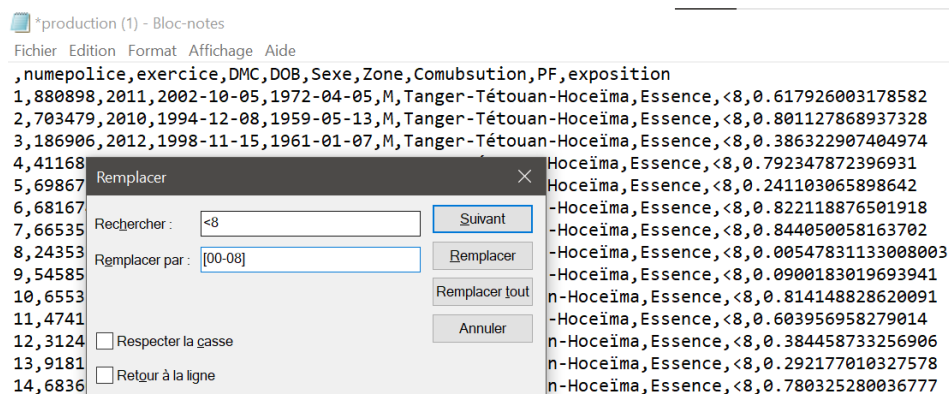 *production (1) - Bloc-notes
Fichier Edition Format Affichage Aide
,numepolice,exercice,DMC,DOB,Sexe,Zone,Comubsution,PF,exposition
1,880898,2011,2002-10-05,1972-04-05,M,Tanger-Tétouan-Hoceïma,Essence,<8,0.617926003178582
2,703479,2010,1994-12-08,1959-05-13,M,Tanger-Tétouan-Hoceïma,Essence,<8,0.801127868937328
3,186906,2012,1998-11-15,1961-01-07,M,Tanger-Tétouan-Hoceïma,Essence,<8,0.386322907404974
4,41168 Hoceïma,Essence,<8,0.792347872396931
5,69867 Hoceïma,Essence,<8,0.241103065898642
6,68167 -Hoceïma,Essence,<8,0.822118876501918
7,66535 -Hoceïma,Essence,<8,0.844050058163702
8,24353 -Hoceïma,Essence,<8,0.00547831133008003
9,54585 -Hoceïma,Essence,<8,0.0900183019693941
10,6553 n-Hoceïma,Essence,<8,0.814148828620091
11,4741 -Hoceïma,Essence,<8,0.603956958279014
12,3124 n-Hoceïma,Essence,<8,0.384458733256906
13,9181 n-Hoceïma,Essence,<8,0.292177010327578
14,6836 n-Hoceïma,Essence,<8,0.780325280036777
Remplacer
Rechercher : <8 Suivant
Remplacer par : [00-08] Remplacer
Remplacer tout
Annuler
Respecter la casse
Retour à la ligne